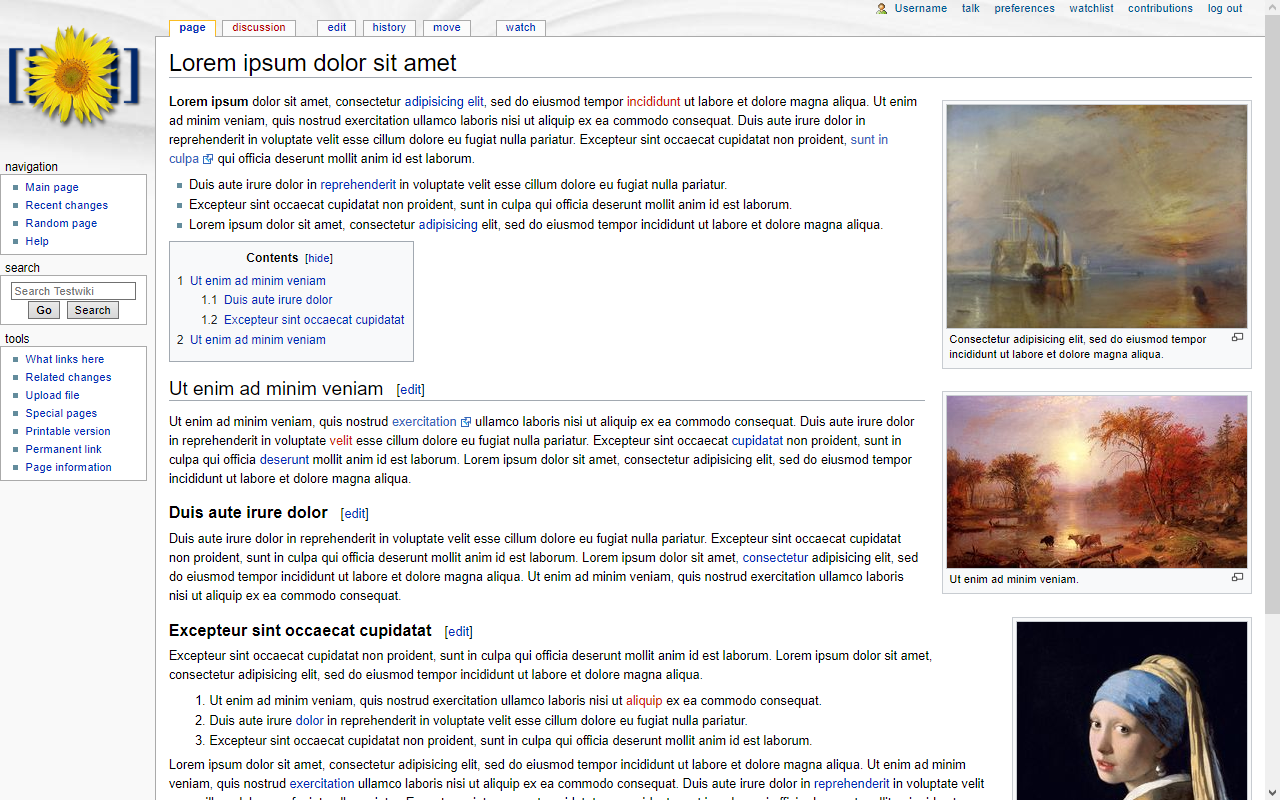 Username talk preferences watchlist contributions log out
page discussion edit history move watch
Lorem ipsum dolor sit amet
Lorem ipsum dolor sit amet, consectetur adipisicing elit, sed do eiusmod tempor incididunt ut labore et dolore magna aliqua. Ut enim
ad minim veniam, quis nostrud exercitation ullamco laboris nisi ut aliquip ex ea commodo consequat. Duis aute irure dolor in
reprehenderit in voluptate velit esse cillum dolore eu fugiat nulla pariatur. Excepteur sint occaecat cupidatat non proident, sunt in
culpa qui officia deserunt mollit anim id est laborum.
Duis aute irure dolor in reprehenderit in voluptate velit esse cillum dolore eu fugiat nulla pariatur.
Excepteur sint occaecat cupidatat non proident, sunt in culpa qui officia deserunt mollit anim id est laborum.
Lorem ipsum dolor sit amet, consectetur adipisicing elit, sed do eiusmod tempor incididunt ut labore et dolore magna aliqua.
Contents [hide]
1 Ut enim ad minim veniam
1.1 Duis aute irure dolor
1.2 Excepteur sint occaecat cupidatat
2 Ut enim ad minim veniam
Consectetur adipisicing elit, sed do eiusmod tempor
incididunt ut labore et dolore magna aliqua.
Ut enim ad minim veniam [edit]
Ut enim ad minim veniam, quis nostrud exercitation ullamco laboris nisi ut aliquip ex ea commodo consequat. Duis aute irure dolor
in reprehenderit in voluptate velit esse cillum dolore eu fugiat nulla pariatur. Excepteur sint occaecat cupidatat non proident, sunt in
culpa qui officia deserunt mollit anim id est laborum. Lorem ipsum dolor sit amet, consectetur adipisicing elit, sed do eiusmod tempor
incididunt ut labore et dolore magna aliqua.
Ut enim ad minim veniam.
Duis aute irure dolor [edit]
Duis aute irure dolor in reprehenderit in voluptate velit esse cillum dolore eu fugiat nulla pariatur. Excepteur sint occaecat cupidatat
non proident, sunt in culpa qui officia deserunt mollit anim id est laborum. Lorem ipsum dolor sit amet, consectetur adipisicing elit, sed
do eiusmod tempor incididunt ut labore et dolore magna aliqua. Ut enim ad minim veniam, quis nostrud exercitation ullamco laboris
nisi ut aliquip ex ea commodo consequat.
Excepteur sint occaecat cupidatat [edit]
Excepteur sint occaecat cupidatat non proident, sunt in culpa qui officia deserunt mollit anim id est laborum. Lorem ipsum dolor sit amet,
consectetur adipisicing elit, sed do eiusmod tempor incididunt ut labore et dolore magna aliqua.
1. Ut enim ad minim veniam, quis nostrud exercitation ullamco laboris nisi ut aliquip ex ea commodo consequat.
2. Duis aute irure dolor in reprehenderit in voluptate velit esse cillum dolore eu fugiat nulla pariatur.
3. Excepteur sint occaecat cupidatat non proident, sunt in culpa qui officia deserunt mollit anim id est laborum.
Lorem ipsum dolor sit amet, consectetur adipisicing elit, sed do eiusmod tempor incididunt ut labore et dolore magna aliqua. Ut enim ad minim
veniam, quis nostrud exercitation ullamco laboris nisi ut aliquip ex ea commodo consequat. Duis aute irure dolor in reprehenderit in voluptate velit
navigation
Main page
Recent changes
Random page
Help
search
Search Testwiki
Go Search
tools
What links here
Related changes
Upload file
Special pages
Printable version
Permanent link
Page information